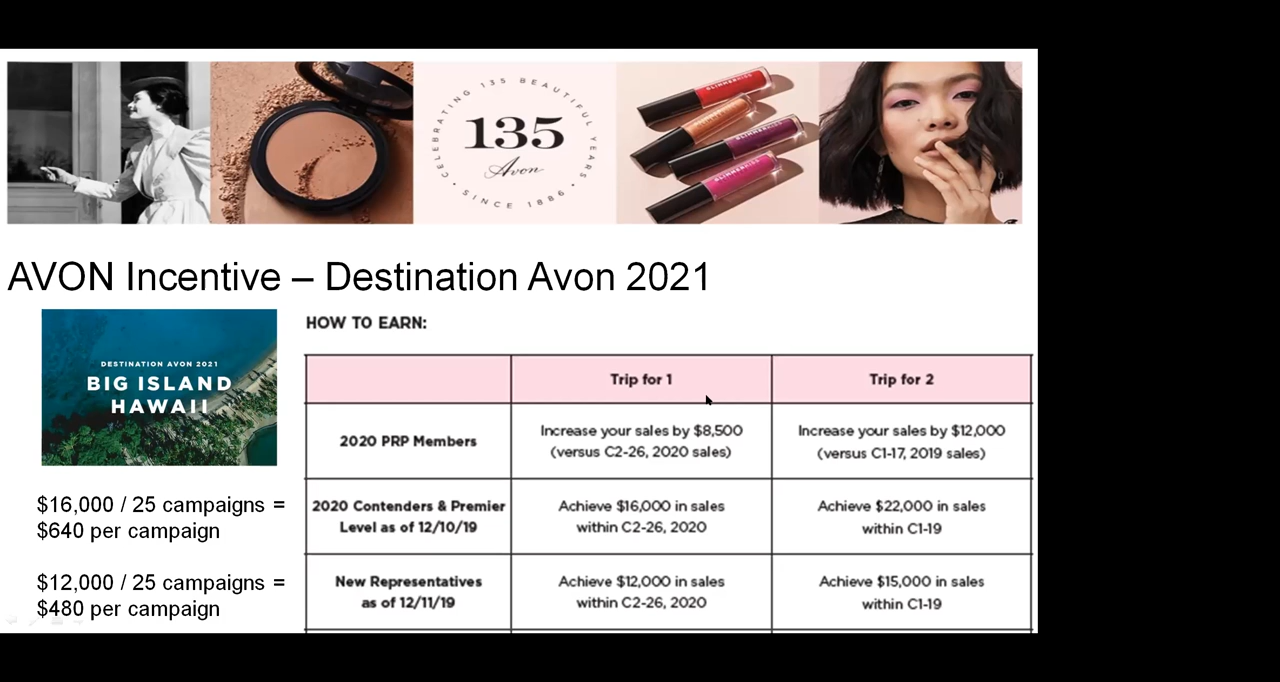 CELEBRATING 135 BEAUTIFUL YEARS
135
Avon
SINCE 1886
GLIMMER
GLIMMER
GLIMMER
AVON Incentive – Destination Avon 2021
DESTINATION AVON 2021
BIG ISLAND
HAWAII
$16,000 / 25 campaigns =
$640 per campaign
$12,000 / 25 campaigns =
$480 per campaign
HOW TO EARN:
Trip for 1 Trip for 2
2020 PRP Members
Increase your sales by $8,500
(versus C2-26, 2020 sales)
Increase your sales by $12,000
(versus C1-17, 2019 sales)
2020 Contenders & Premier
Level as of 12/10/19
Achieve $16,000 in sales
within C2-26, 2020
Achieve $22,000 in sales
within C1-19
New Representatives
as of 12/11/19
Achieve $12,000 in sales
within C2-26, 2020
Achieve $15,000 in sales
within C1-19